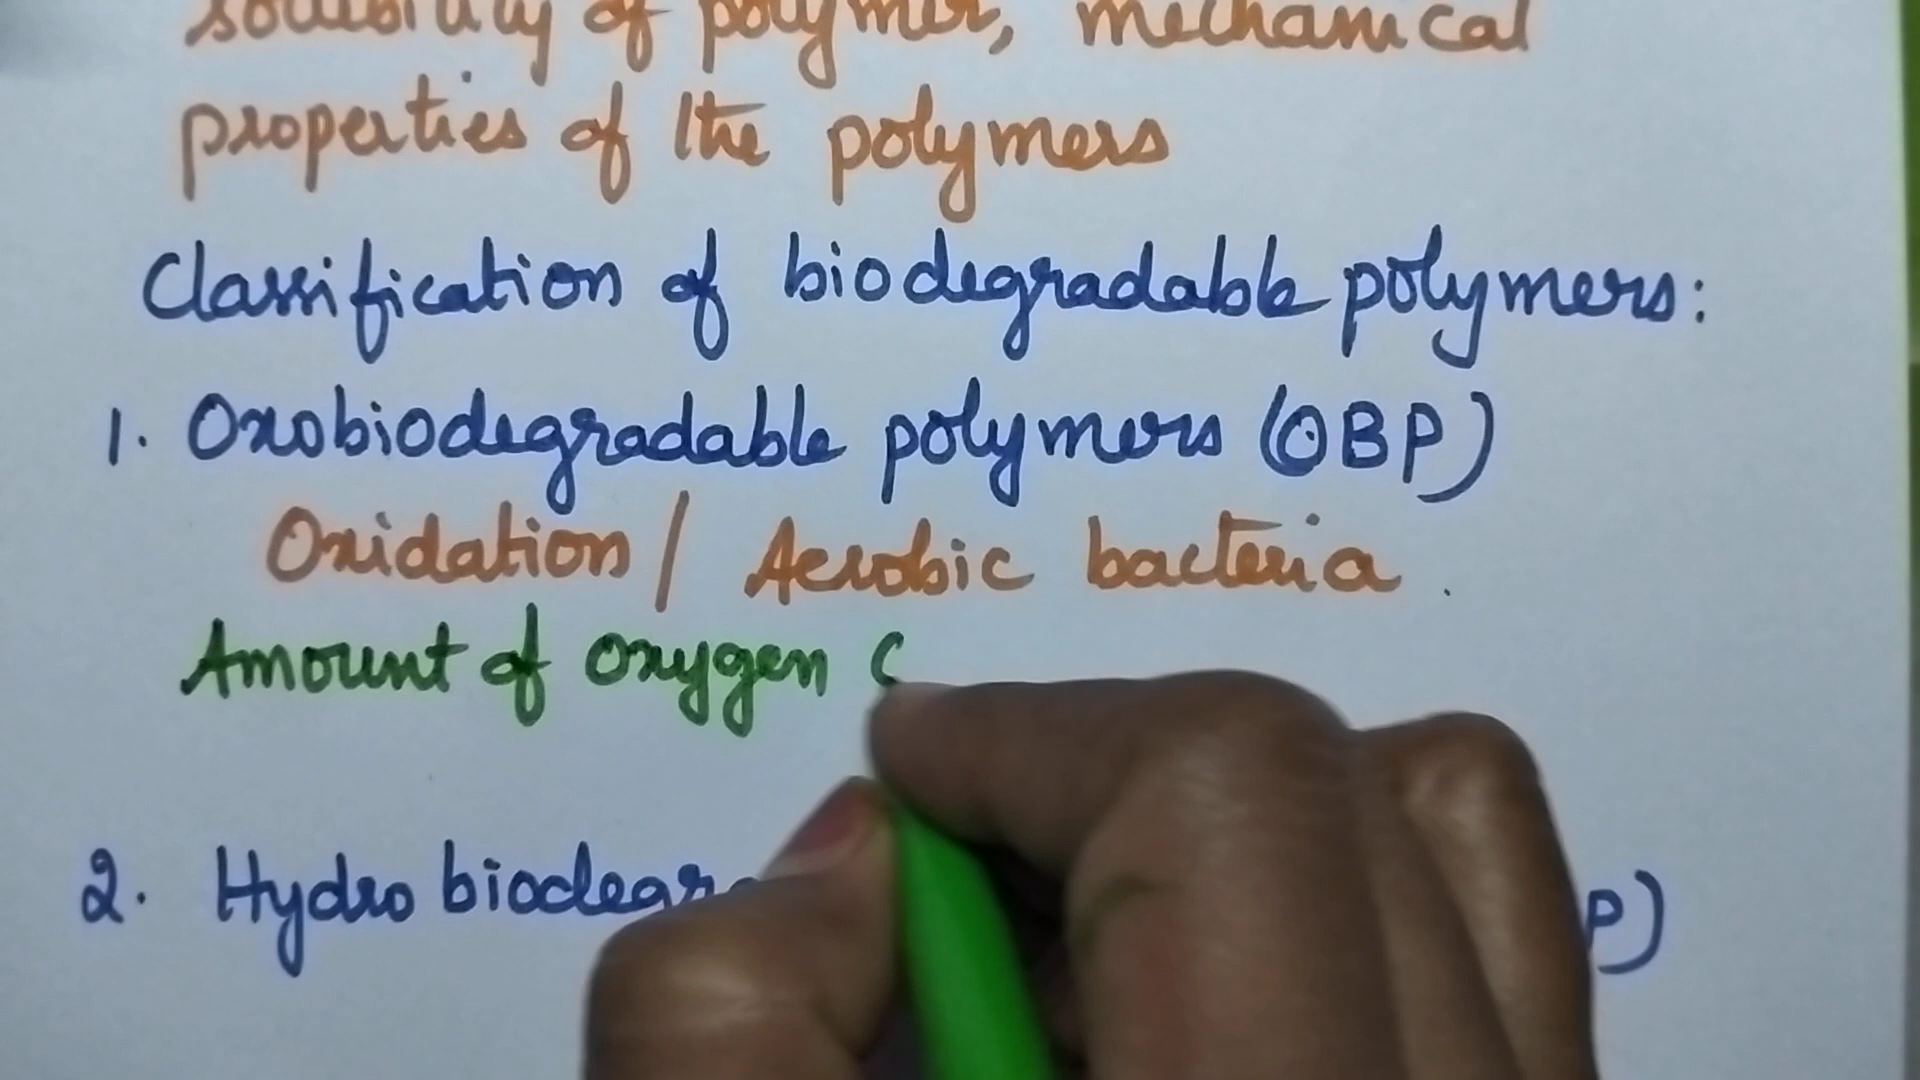 solubility of polymer, mechanical
properties of the polymers
Classification of biodegradable polymers:
1. Oxobiodegradable polymers (OBP)
Oxidation / Aerobic bacteria.
Amount of oxygen
2. Hydro